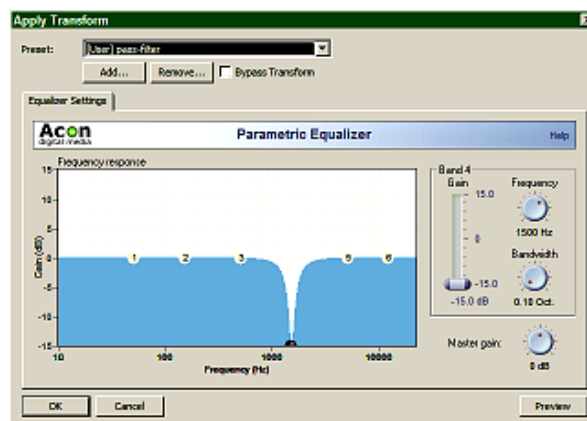 Apply Transform
Preset: [User] pass-filter
Add... Remove... Bypass Transform
Equalizer Settings
Acon digital media
Parametric Equalizer
Help
Frequency response
15
10
5
0
-5
-10
-15
Gain (dB)
1 2 3 5 6
10 100 1000 10000
Frequency (Hz)
Band 4
Gain
15.0
0
-15.0
-15.0 dB
Frequency
1500 Hz
Bandwidth
0.10 Oct.
Master gain:
0 dB
OK Cancel Preview